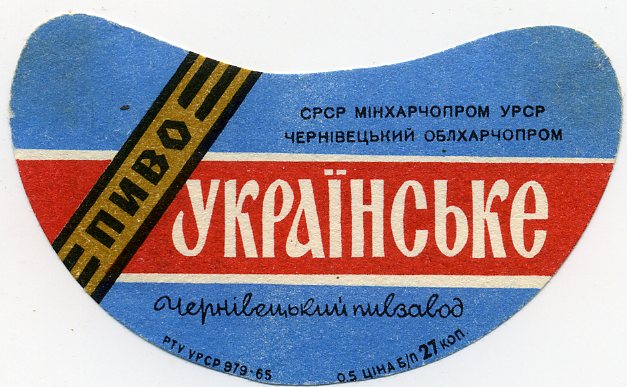 СРСР МІНХАРЧОПРОМ УРСР
ЧЕРНІВЕЦЬКИЙ ОБЛХАРЧОПРОМ
ПИВО
УКРАЇНСЬКЕ
Чернівецький пивзавод
РТУ УРСР 979-65
0.5 ЦІНА Б/П 27 КОП.